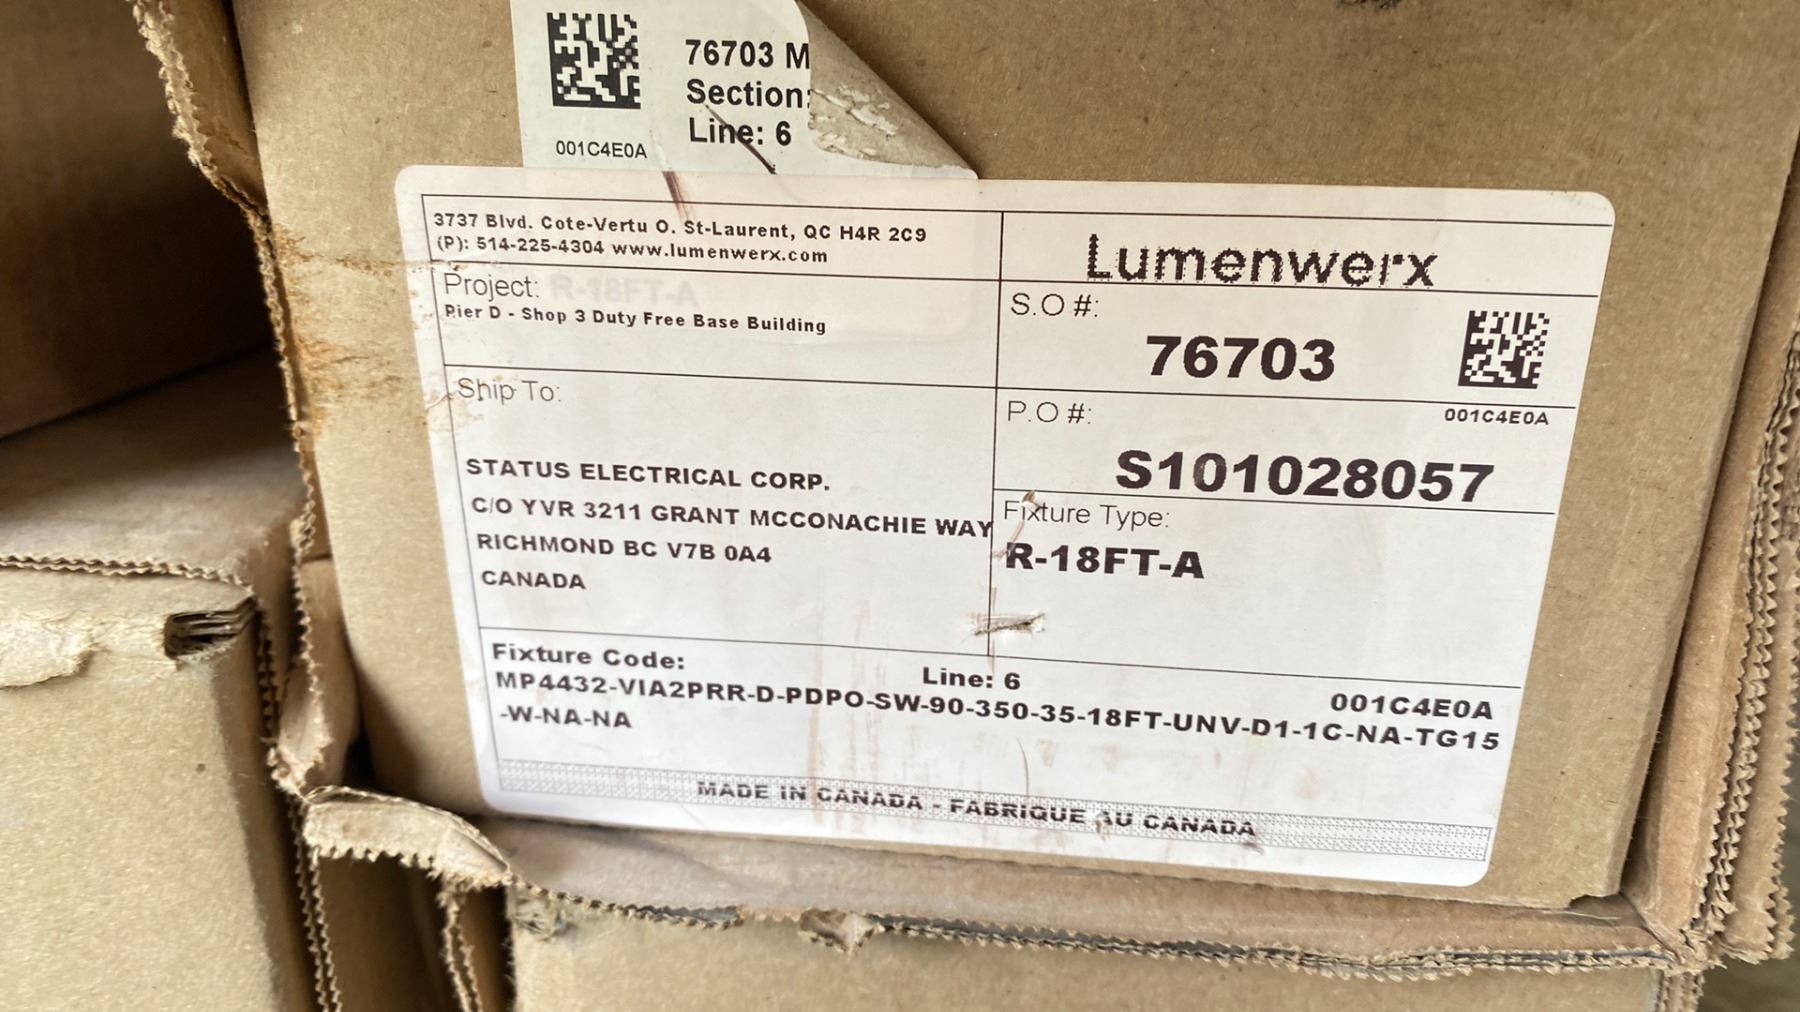 76703 M
Section:
Line: 6
001C4E0A
3737 Blvd. Cote-Vertu O. St-Laurent, QC H4R 2C9
(P): 514-225-4304 www.lumenwerx.com
Lumenwerx
Project:
R-18FT-A
Pier D - Shop 3 Duty Free Base Building
S.O #:
76703
001C4E0A
Ship To:
STATUS ELECTRICAL CORP.
C/O YVR 3211 GRANT MCCONACHIE WAY
RICHMOND BC V7B 0A4
CANADA
P.O #:
S101028057
Fixture Type:
R-18FT-A
Fixture Code:
Line: 6
001C4E0A
MP4432-VIA2PRR-D-PDPO-SW-90-350-35-18FT-UNV-D1-1C-NA-TG15
-W-NA-NA
MADE IN CANADA - FABRIQUE AU CANADA